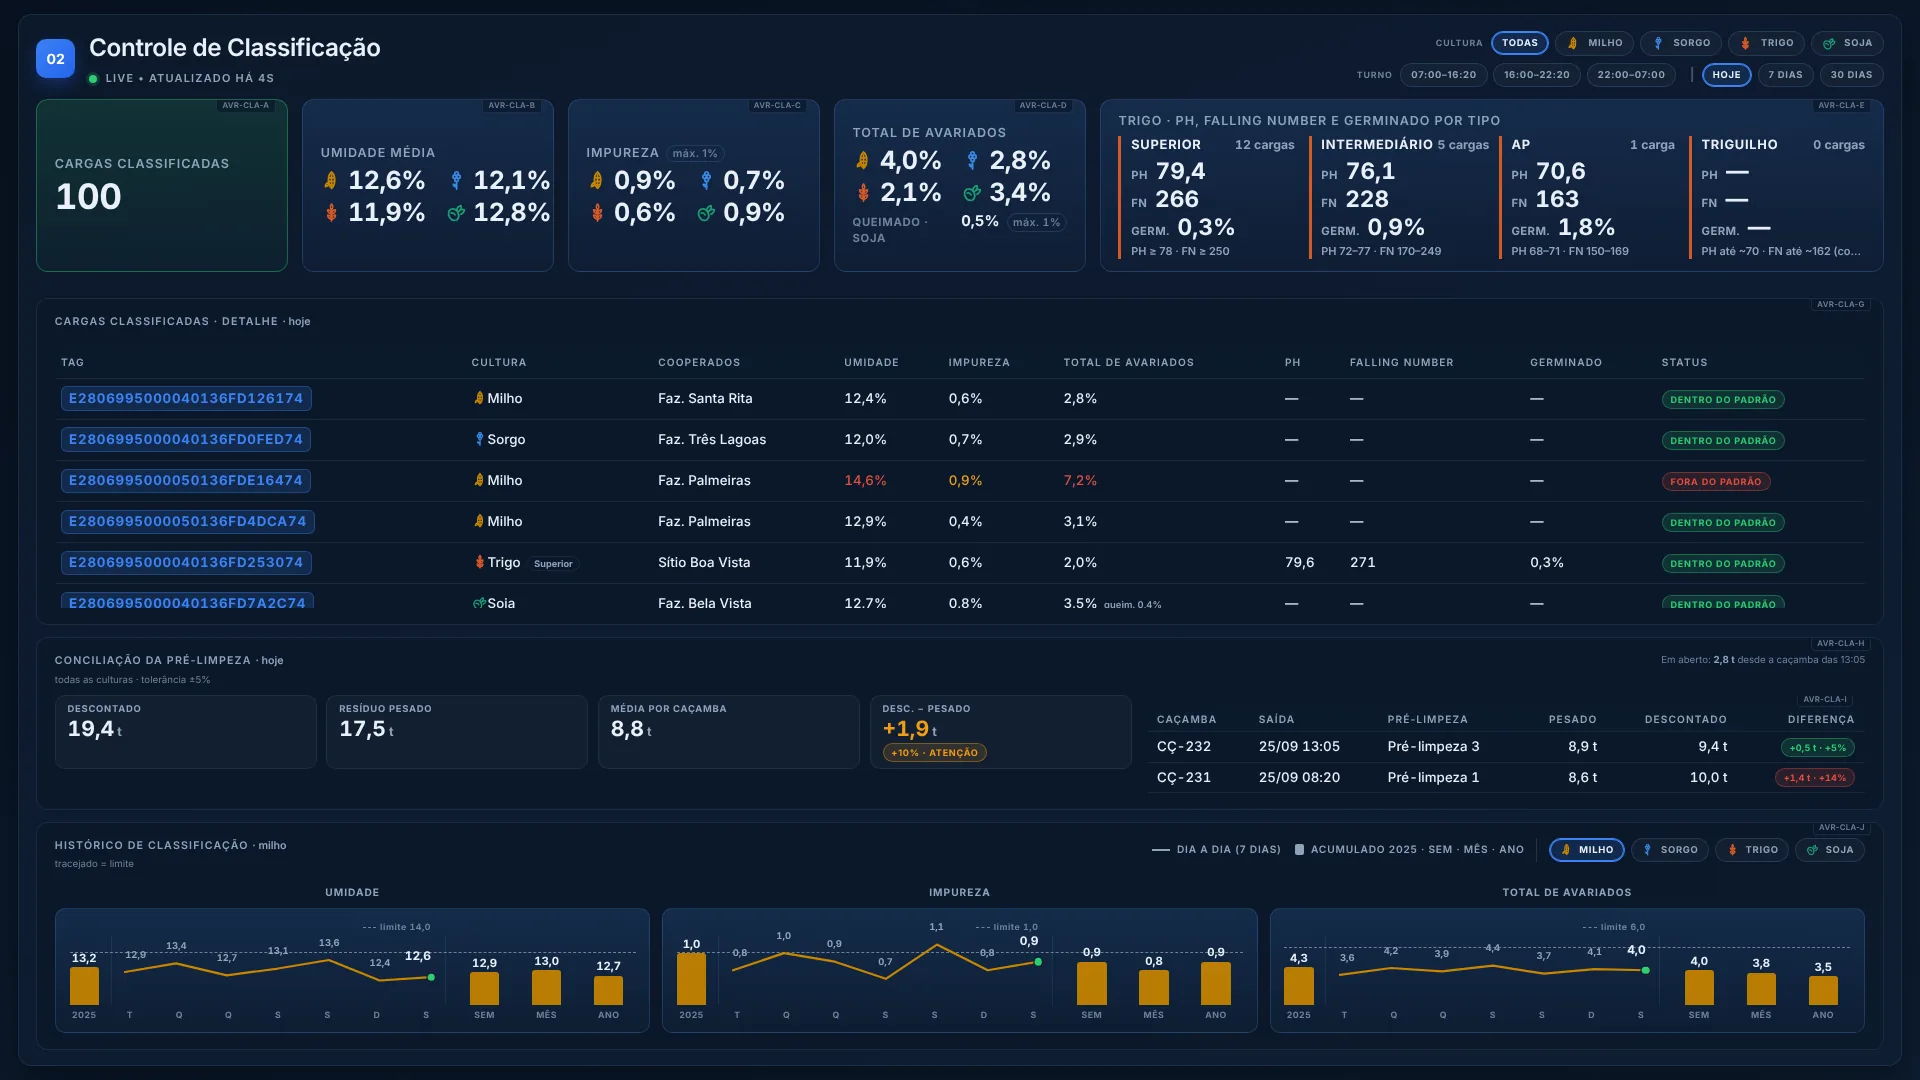 02
Controle de Classificação
LIVE • ATUALIZADO HÁ 4S
CULTURA TODAS MILHO SORGO TRIGO SOJA
TURNO 07:00–16:20 16:00–22:20 22:00–07:00 | HOJE 7 DIAS 30 DIAS
AVR-CLA-A
CARGAS CLASSIFICADAS
100
AVR-CLA-B
UMIDADE MÉDIA
12,6% 12,1%
11,9% 12,8%
AVR-CLA-C
IMPUREZA máx. 1%
0,9% 0,7%
0,6% 0,9%
AVR-CLA-D
TOTAL DE AVARIADOS
4,0% 2,8%
2,1% 3,4%
QUEIMADO · SOJA 0,5% máx. 1%
AVR-CLA-E
TRIGO · PH, FALLING NUMBER E GERMINADO POR TIPO
SUPERIOR 12 cargas
PH 79,4
FN 266
GERM. 0,3%
PH ≥ 78 · FN ≥ 250
INTERMEDIÁRIO 5 cargas
PH 76,1
FN 228
GERM. 0,9%
PH 72–77 · FN 170–249
AP 1 carga
PH 70,6
FN 163
GERM. 1,8%
PH 68–71 · FN 150–169
TRIGUILHO 0 cargas
PH —
FN —
GERM. —
PH até ~70 · FN até ~162 (co...
AVR-CLA-G
CARGAS CLASSIFICADAS · DETALHE · hoje
TAG CULTURA COOPERADOS UMIDADE IMPUREZA TOTAL DE AVARIADOS PH FALLING NUMBER GERMINADO STATUS
E2806995000040136FD126174 Milho Faz. Santa Rita 12,4% 0,6% 2,8% — — — DENTRO DO PADRÃO
E2806995000040136FD0FED74 Sorgo Faz. Três Lagoas 12,0% 0,7% 2,9% — — — DENTRO DO PADRÃO
E2806995000050136FDE16474 Milho Faz. Palmeiras 14,6% 0,9% 7,2% — — — FORA DO PADRÃO
E2806995000050136FD4DCA74 Milho Faz. Palmeiras 12,9% 0,4% 3,1% — — — DENTRO DO PADRÃO
E2806995000040136FD253074 Trigo Superior Sítio Boa Vista 11,9% 0,6% 2,0% 79,6 271 0,3% DENTRO DO PADRÃO
E2806995000040136FD7A2C74 Soja Faz. Bela Vista 12,7% 0,8% 3,5% queim. 0,4% — — — DENTRO DO PADRÃO
AVR-CLA-H
CONCILIAÇÃO DA PRÉ-LIMPEZA · hoje
todas as culturas · tolerância ±5%
Em aberto: 2,8 t desde a caçamba das 13:05
DESCONTADO
19,4 t
RESÍDUO PESADO
17,5 t
MÉDIA POR CAÇAMBA
8,8 t
DESC. – PESADO
+1,9 t
+10% · ATENÇÃO
AVR-CLA-I
CAÇAMBA SAÍDA PRÉ-LIMPEZA PESADO DESCONTADO DIFERENÇA
CÇ-232 25/09 13:05 Pré-limpeza 3 8,9 t 9,4 t +0,5 t · +5%
CÇ-231 25/09 08:20 Pré-limpeza 1 8,6 t 10,0 t +1,4 t · +14%
AVR-CLA-J
HISTÓRICO DE CLASSIFICAÇÃO · milho
tracejado = limite
DIA A DIA (7 DIAS) ACUMULADO 2025 · SEM · MÊS · ANO MILHO SORGO TRIGO SOJA
UMIDADE
--- limite 14,0
13,2 12,9 13,4 12,7 13,1 13,6 12,4 12,6 12,9 13,0 12,7
2025 T Q Q S S D S SEM MÊS ANO
IMPUREZA
--- limite 1,0
1,0 0,8 1,0 0,9 0,7 1,1 0,8 0,9 0,9 0,8 0,9
2025 T Q Q S S D S SEM MÊS ANO
TOTAL DE AVARIADOS
--- limite 6,0
4,3 3,6 4,2 3,9 4,4 3,7 4,1 4,0 4,0 3,8 3,5
2025 T Q Q S S D S SEM MÊS ANO